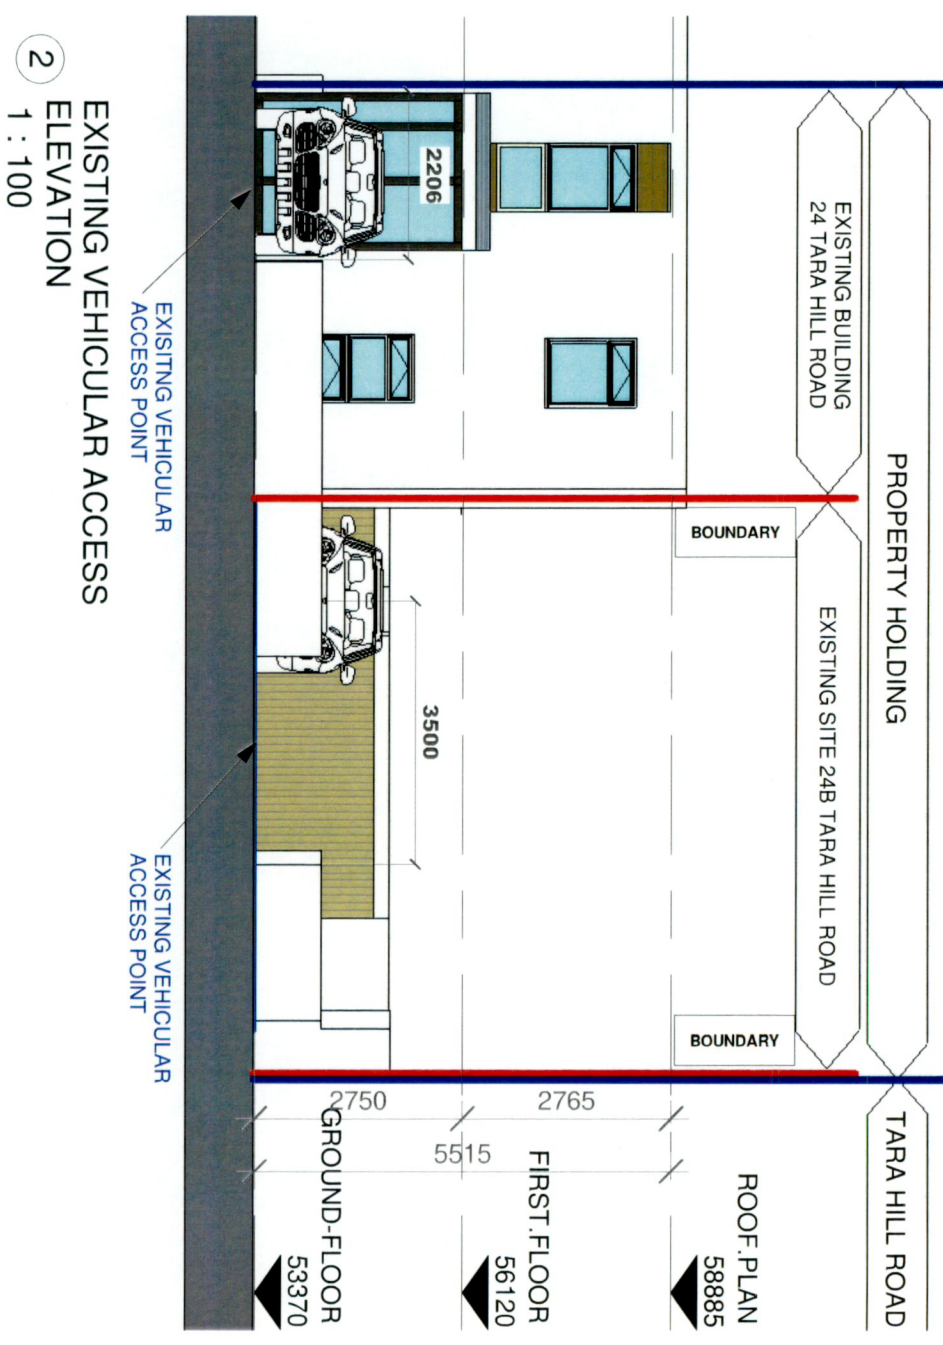 PROPERTY HOLDING
TARA HILL ROAD
EXISTING BUILDING
24 TARA HILL ROAD
EXISTING SITE 24B TARA HILL ROAD
BOUNDARY
BOUNDARY
ROOF.PLAN
58885
2765
FIRST.FLOOR
56120
5515
2206
3500
2750
GROUND-FLOOR
53370
EXISITNG VEHICULAR
ACCESS POINT
EXISTING VEHICULAR
ACCESS POINT
2
EXISTING VEHICULAR ACCESS
ELEVATION
1 : 100